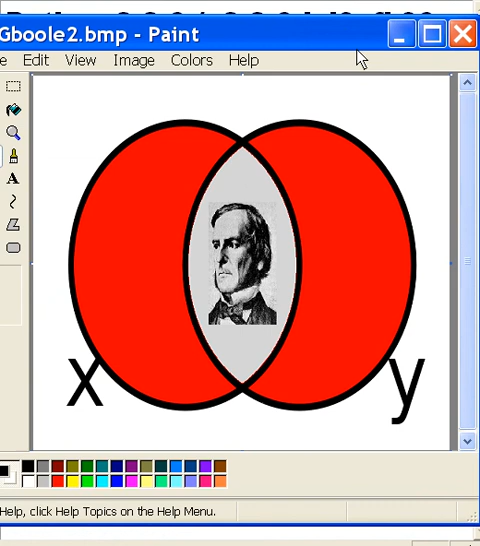 Gboole2.bmp - Paint
Edit View Image Colors Help
A
x y
Help, click Help Topics on the Help Menu.